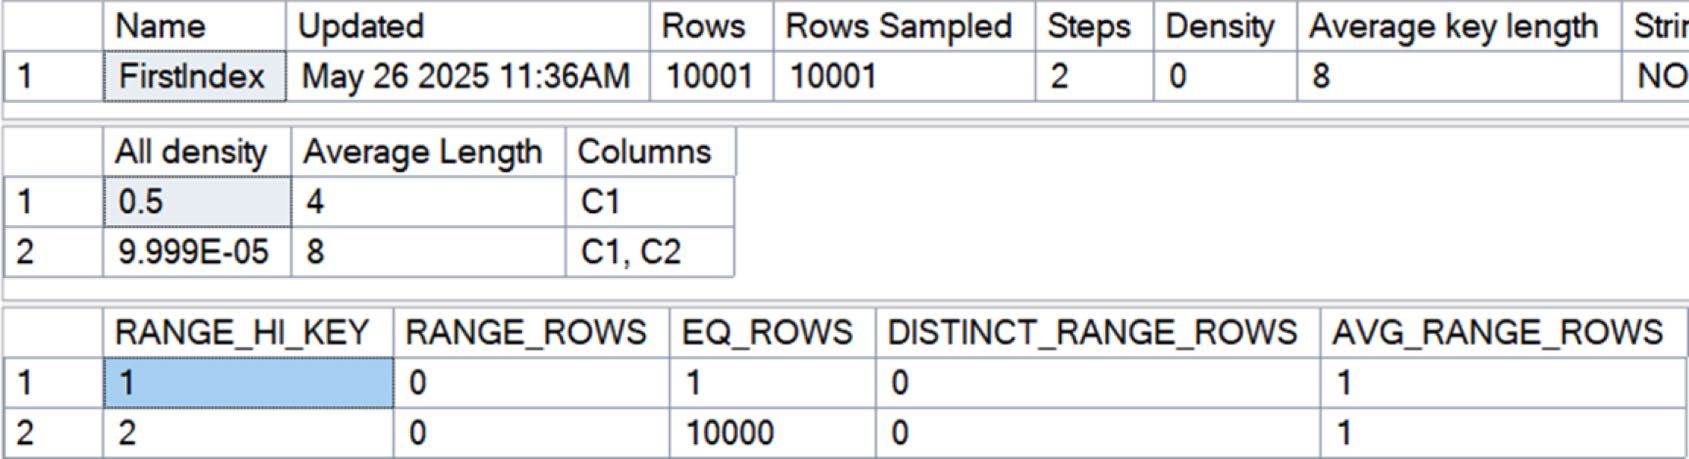 Name Updated Rows Rows Sampled Steps Density Average key length Strin
1 FirstIndex May 26 2025 11:36AM 10001 10001 2 0 8 NO
All density Average Length Columns
1 0.5 4 C1
2 9.999E-05 8 C1, C2
RANGE_HI_KEY RANGE_ROWS EQ_ROWS DISTINCT_RANGE_ROWS AVG_RANGE_ROWS
1 1 0 1 0 1
2 2 0 10000 0 1